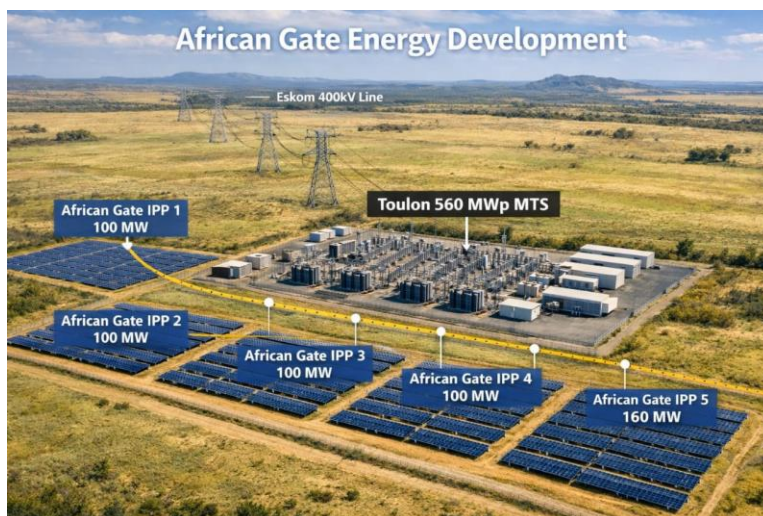 African Gate Energy Development
Eskom 400kV Line
African Gate IPP 1
100 MW
Toulon 560 MWp MTS
African Gate IPP 2
100 MW
African Gate IPP 3
100 MW
African Gate IPP 4
100 MW
African Gate IPP 5
160 MW